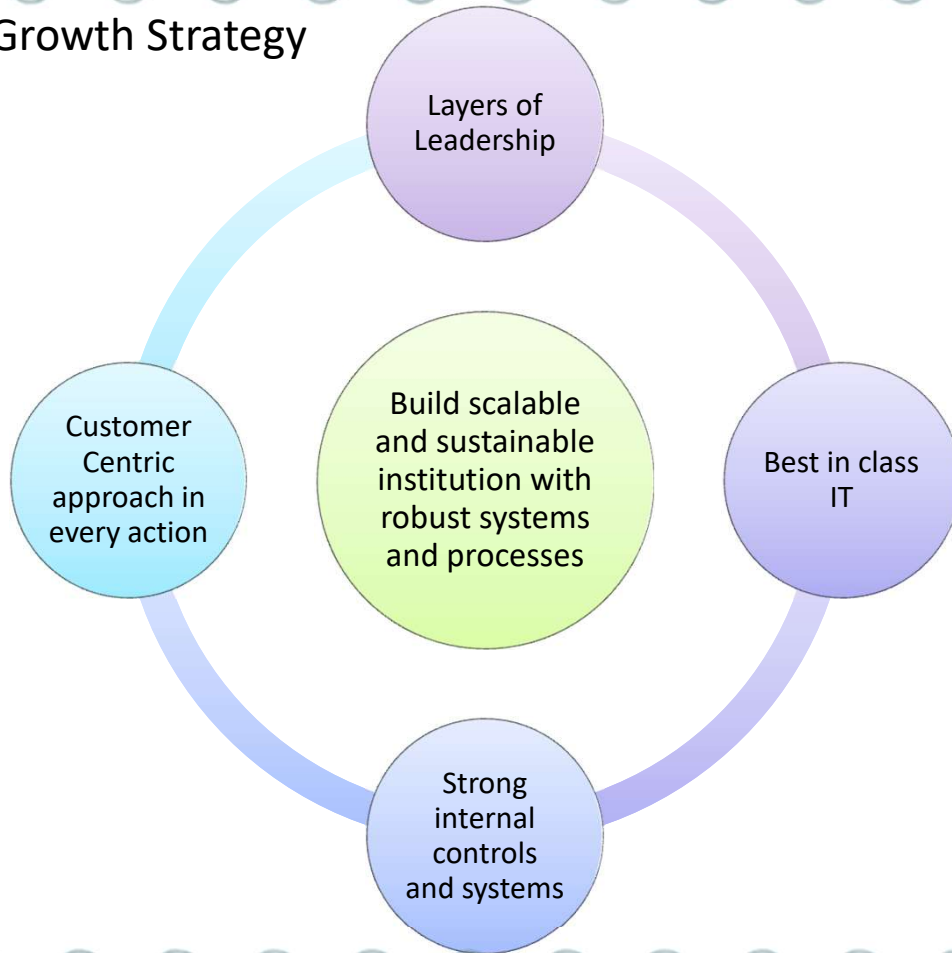 Growth Strategy
Layers of
Leadership
Customer
Centric
approach in
every action
Build scalable
and sustainable
institution with
robust systems
and processes
Best in class
IT
Strong
internal
controls
and systems